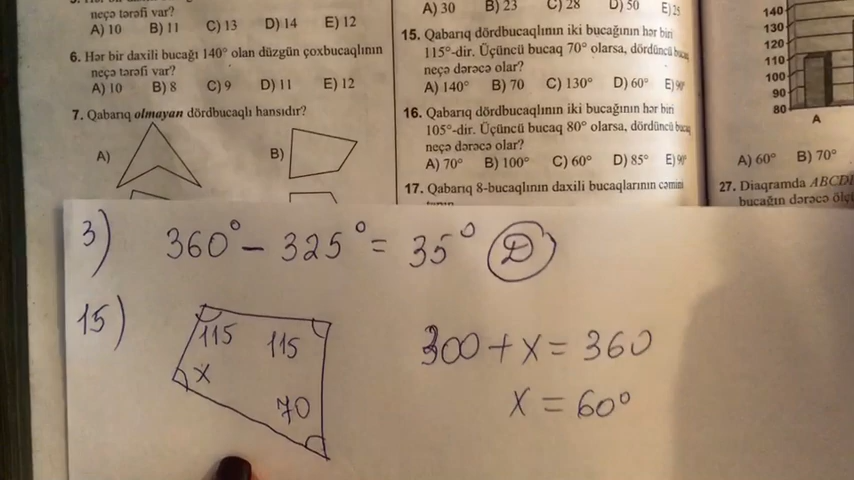 neçə tərəfi var?
A) 10 B) 11 C) 13 D) 14 E) 12
6. Hər bir daxili bucağı 140° olan düzgün çoxbucaqlının
neçə tərəfi var?
A) 10 B) 8 C) 9 D) 11 E) 12
7. Qabarıq olmayan dördbucaqlı hansıdır?
A) B)
A) 30 B) 23 C) 28 D) 50 E) 25
15. Qabarıq dördbucaqlının iki bucağının hər biri
115°-dir. Üçüncü bucaq 70° olarsa, dördüncü
neçə dərəcə olar?
A) 140° B) 70 C) 130° D) 60° E) 90°
16. Qabarıq dördbucaqlının iki bucağının hər biri
105°-dir. Üçüncü bucaq 80° olarsa, dördüncü
neçə dərəcə olar?
A) 70° B) 100° C) 60° D) 85° E) 90°
17. Qabarıq 8-bucaqlının daxili bucaqlarının cəmini
140
130
120
110
100
90
80
A
A) 60° B) 70°
27. Diaqramda ABCD
bucağın dərəcə ölçü
3) 360° - 325° = 35° D
15)
115 115
x
70
300 + x = 360
x = 60°